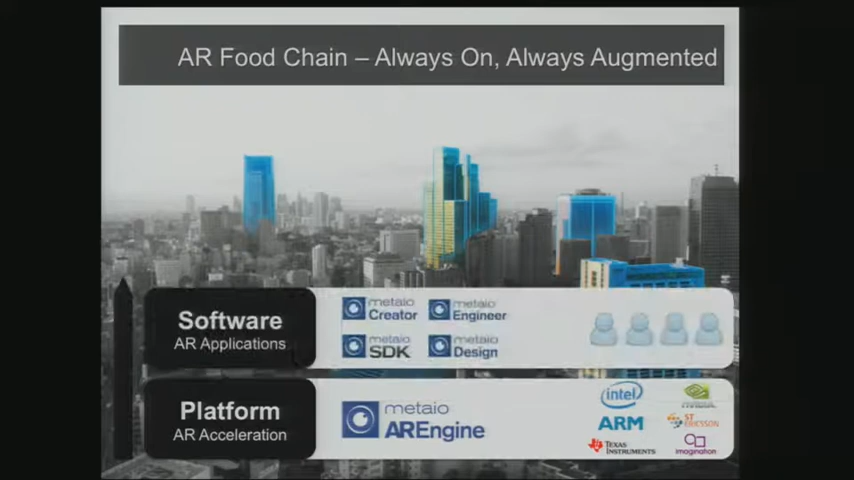 AR Food Chain – Always On, Always Augmented
Software
AR Applications
metaio
Creator
metaio
Engineer
metaio
SDK
metaio
Design
Platform
AR Acceleration
metaio
AREngine
intel
NVIDIA
ARM
ST
ERICSSON
TEXAS
INSTRUMENTS
imagination